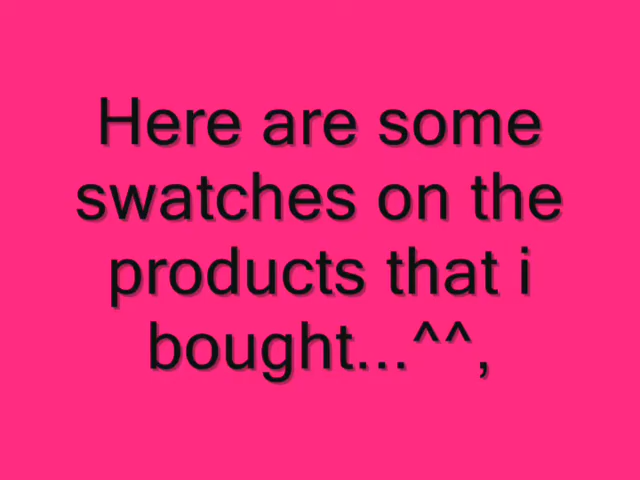 Here are some
swatches on the
products that i
bought...^^,